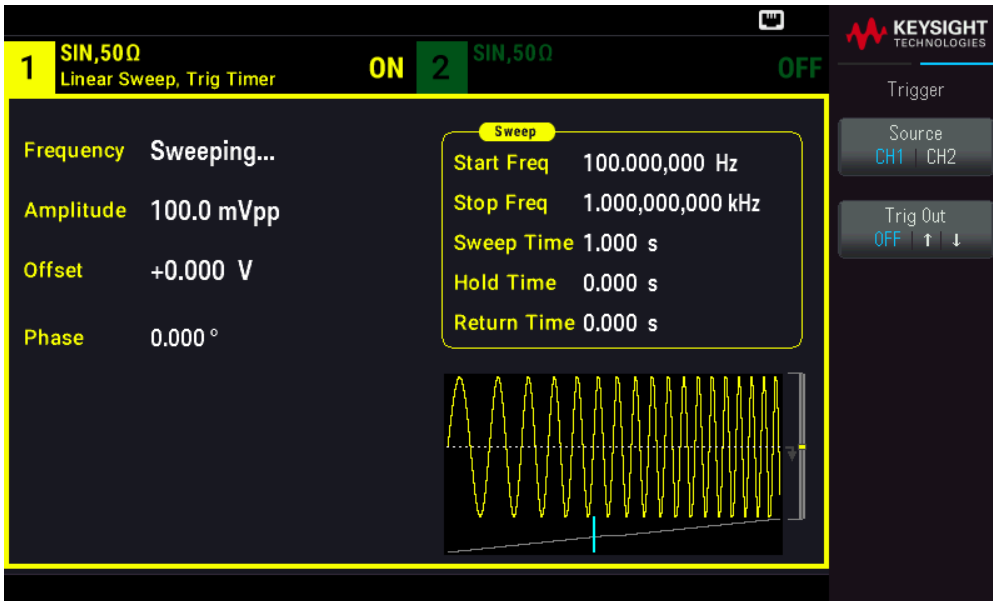 1
SIN,50Ω
Linear Sweep, Trig Timer
ON
2
SIN,50Ω
OFF
Frequency Sweeping...
Amplitude 100.0 mVpp
Offset +0.000 V
Phase 0.000 °
Sweep
Start Freq 100.000,000 Hz
Stop Freq 1.000,000,000 kHz
Sweep Time 1.000 s
Hold Time 0.000 s
Return Time 0.000 s
KEYSIGHT
TECHNOLOGIES
Trigger
Source
CH1 | CH2
Trig Out
OFF | ↑ | ↓